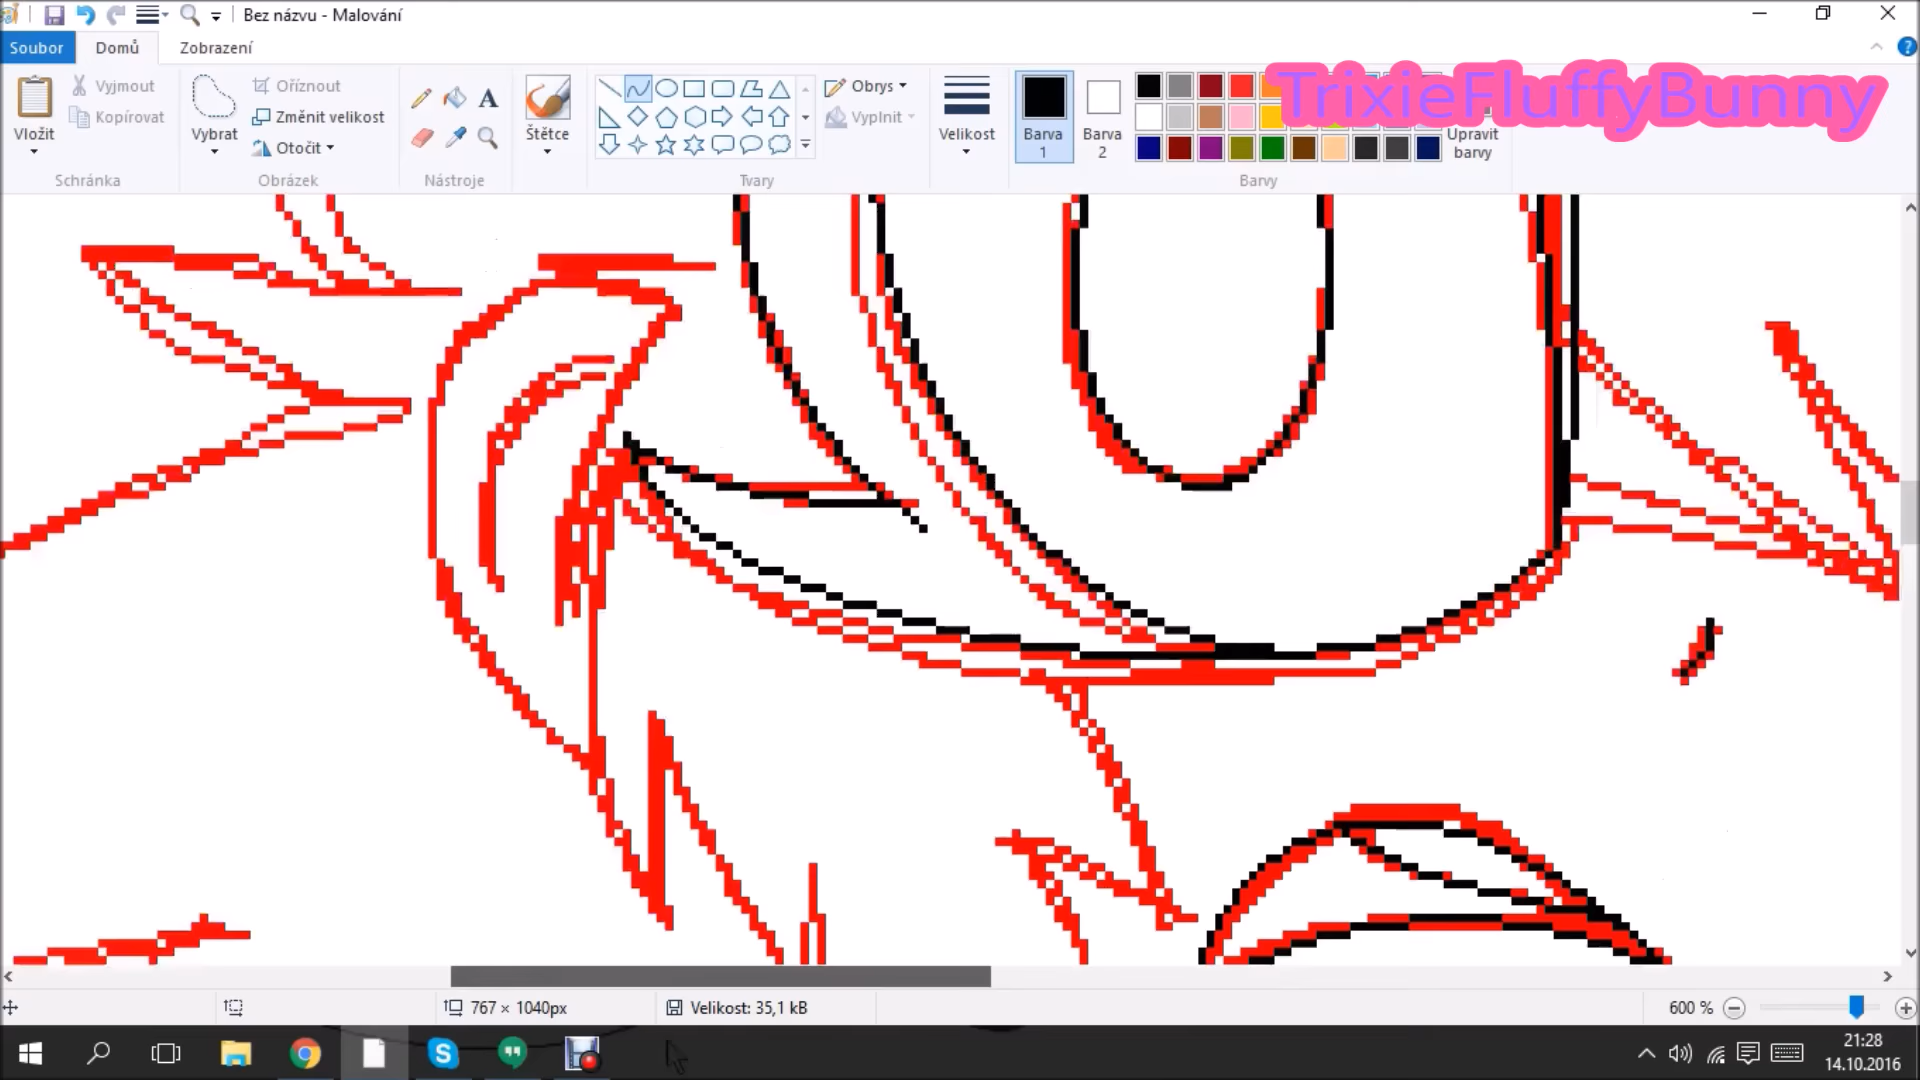 Bez názvu - Malování
Soubor
Domů
Zobrazení
Vložit
Vyjmout
Kopírovat
Schránka
Vybrat
Oříznout
Změnit velikost
Otočit
Obrázek
A
Nástroje
Štětce
Tvary
Obrys
Vyplnit
Velikost
Barva
1
Barva
2
Upravit
barvy
Barvy
TrixieFluffyBunny
767 × 1040px
Velikost: 35,1 kB
600 %
21:28
14.10.2016